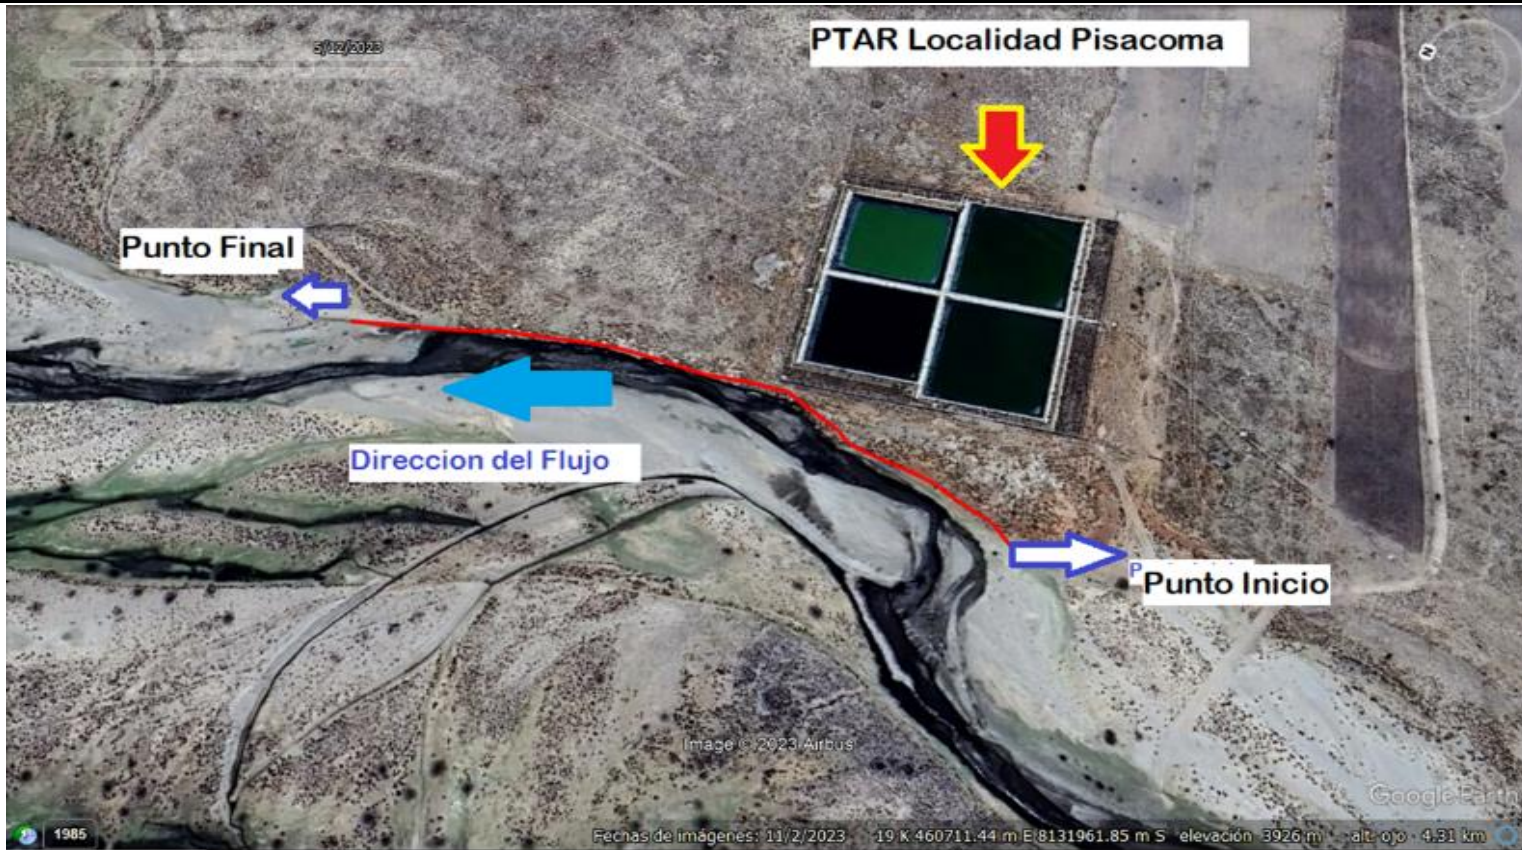 5/12/2023
PTAR Localidad Pisacoma
N
Punto Final
Direccion del Flujo
P
Punto Inicio
Image © 2023 Airbus
Google Earth
1985
Fechas de imágenes: 11/2/2023 19 K 460711.44 m E 8131961.85 m S elevación 3926 m alt. ojo 4.31 km